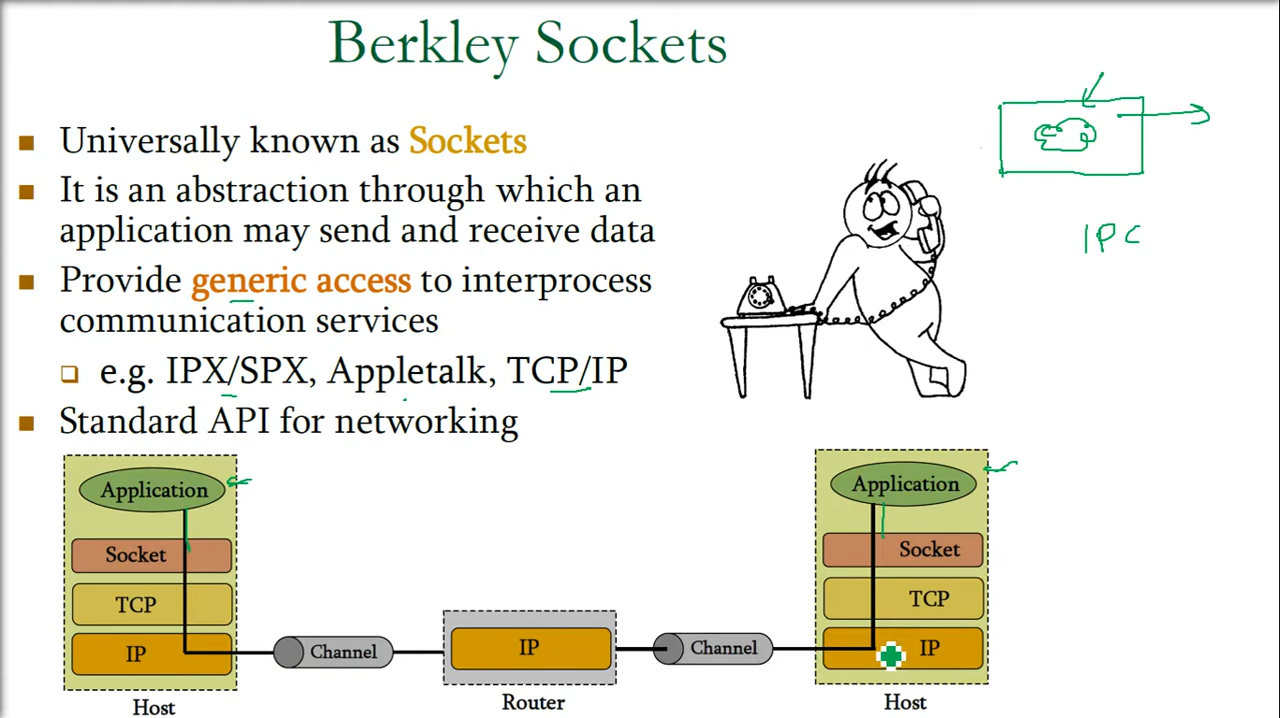 Berkley Sockets
Universally known as Sockets
It is an abstraction through which an
application may send and receive data
Provide generic access to interprocess
communication services
e.g. IPX/SPX, Appletalk, TCP/IP
Standard API for networking
IPC
Application
Socket
TCP
IP
Host
Channel
IP
Router
Channel
Application
Socket
TCP
IP
Host